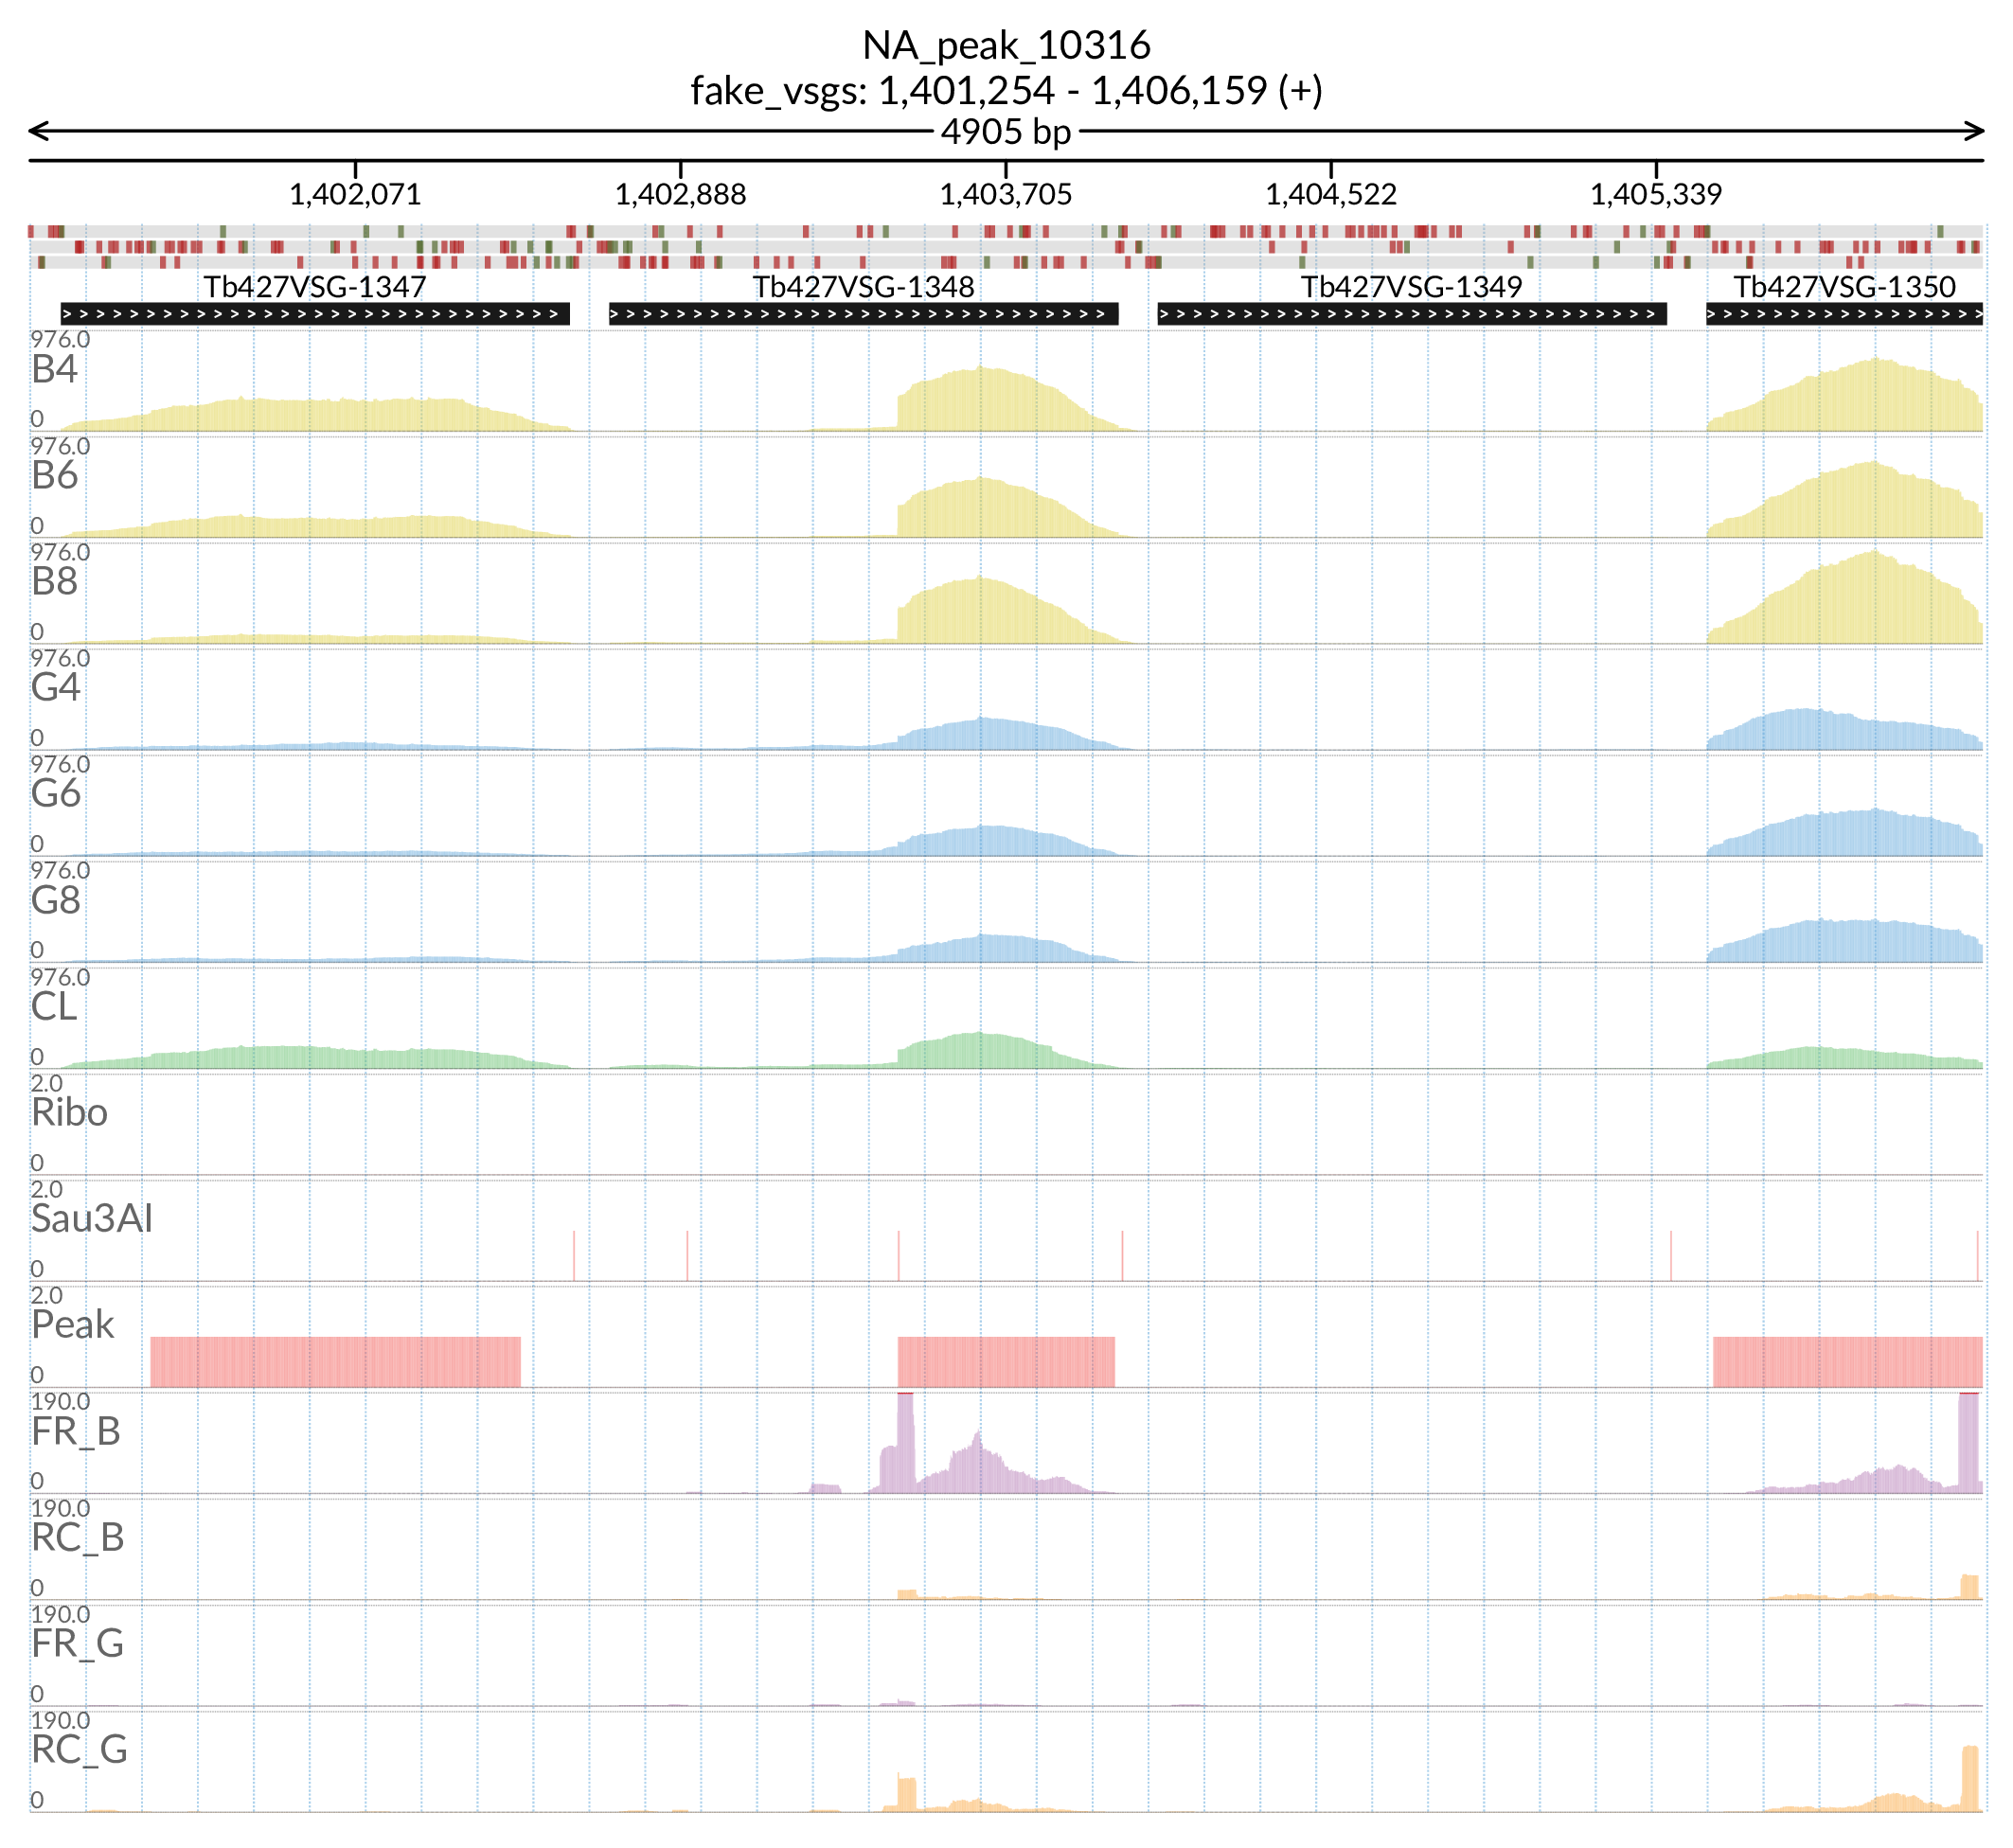 NA_peak_10316
fake_vsgs: 1,401,254 - 1,406,159 (+)
4905 bp
1,402,071 1,402,888 1,403,705 1,404,522 1,405,339
Tb427VSG-1347 Tb427VSG-1348 Tb427VSG-1349 Tb427VSG-1350
976.0
B4
0
976.0
B6
0
976.0
B8
0
976.0
G4
0
976.0
G6
0
976.0
G8
0
976.0
CL
0
2.0
Ribo
0
2.0
Sau3AI
0
2.0
Peak
0
190.0
FR_B
0
190.0
RC_B
0
190.0
FR_G
0
190.0
RC_G
0